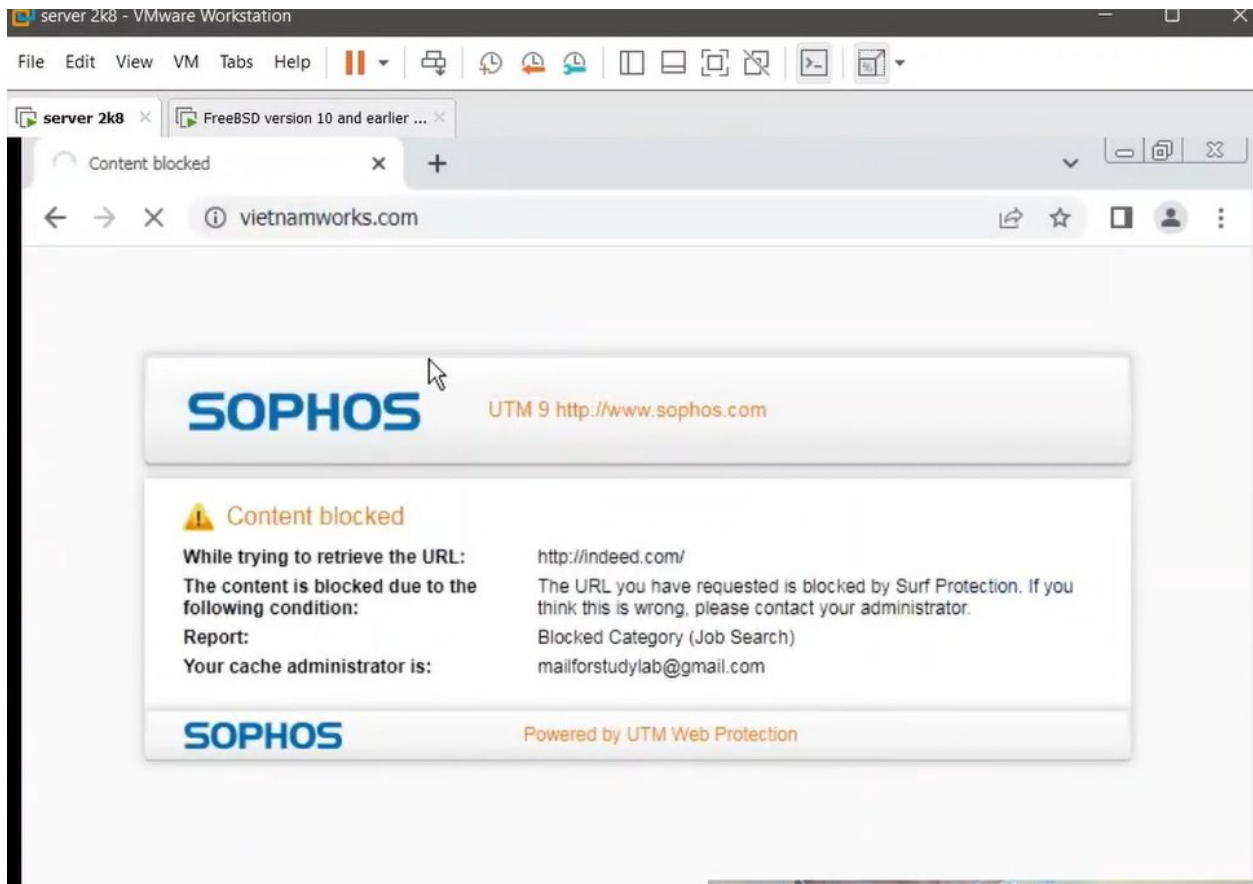 server 2k8 - VMware Workstation
File Edit View VM Tabs Help
server 2k8 FreeBSD version 10 and earlier ...
Content blocked
vietnamworks.com
SOPHOS UTM 9 http://www.sophos.com
Content blocked
While trying to retrieve the URL: http://indeed.com/
The content is blocked due to the following condition: The URL you have requested is blocked by Surf Protection. If you think this is wrong, please contact your administrator.
Report: Blocked Category (Job Search)
Your cache administrator is: mailforstudylab@gmail.com
SOPHOS Powered by UTM Web Protection